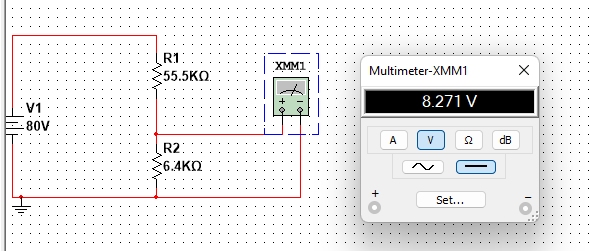 R1
55.5KΩ
XMM1
+ −
V1
80V
R2
6.4KΩ
Multimeter-XMM1
8.271 V
A V Ω dB
+ Set... −